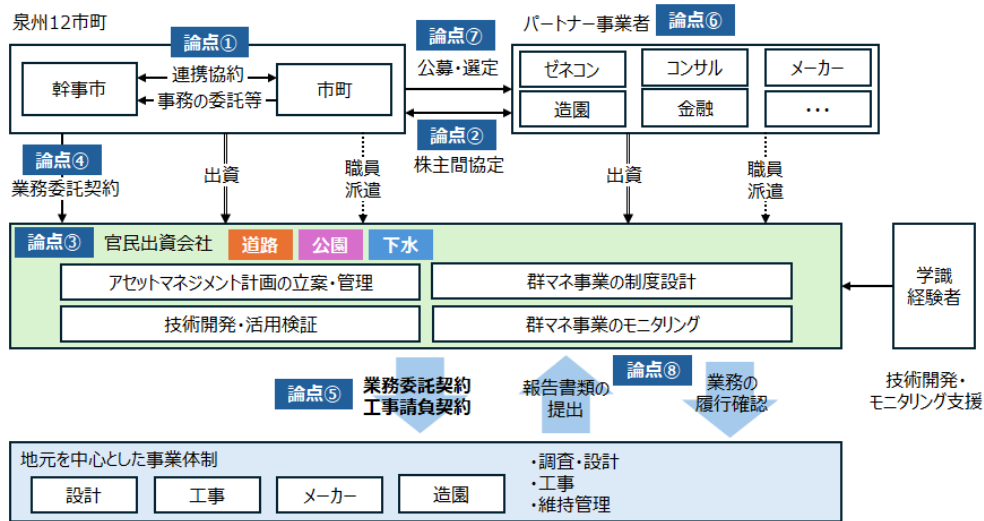 泉州12市町
論点①
幹事市
連携協約
事務の委託等
市町
論点⑦
公募・選定
論点②
株主間協定
パートナー事業者
論点⑥
ゼネコン
コンサル
メーカー
造園
金融
・・・
論点④
業務委託契約
出資
職員
派遣
出資
職員
派遣
論点③
官民出資会社
道路
公園
下水
アセットマネジメント計画の立案・管理
群マネ事業の制度設計
技術開発・活用検証
群マネ事業のモニタリング
学識
経験者
技術開発・
モニタリング支援
論点⑤
業務委託契約
工事請負契約
報告書類の
提出
論点⑧
業務の
履行確認
地元を中心とした事業体制
設計
工事
メーカー
造園
・調査・設計
・工事
・維持管理